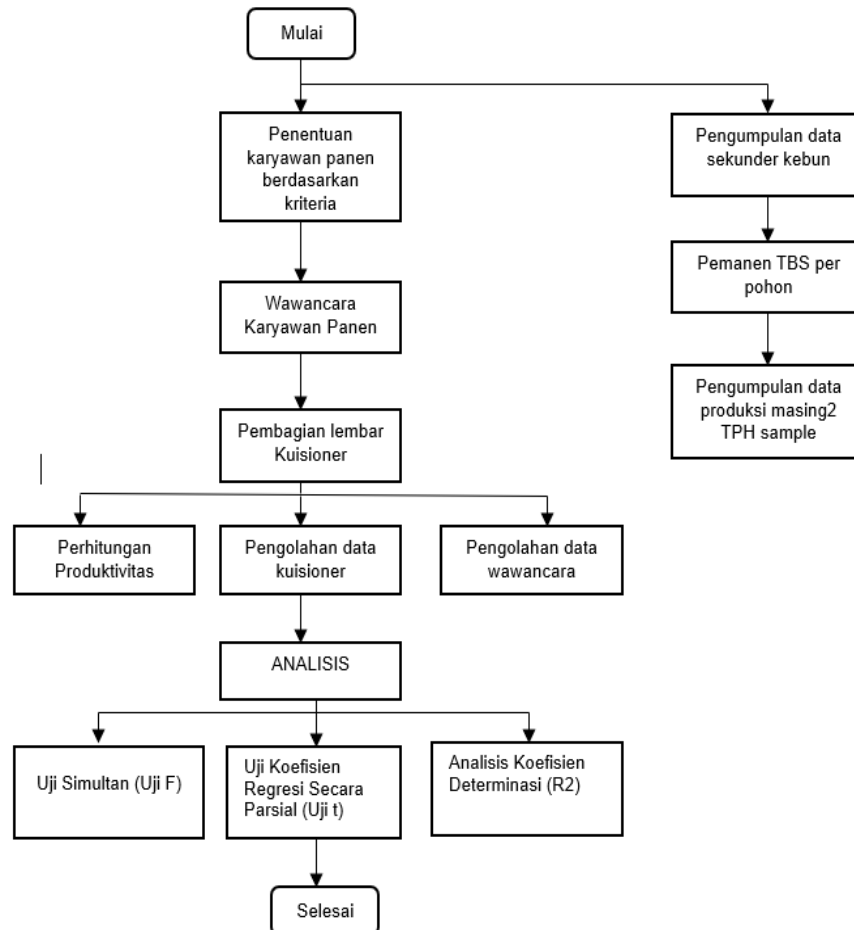 Mulai
Penentuan
karyawan panen
berdasarkan
kriteria
Pengumpulan data
sekunder kebun
Wawancara
Karyawan Panen
Pemanen TBS per
pohon
Pembagian lembar
Kuisioner
Pengumpulan data
produksi masing2
TPH sample
Perhitungan
Produktivitas
Pengolahan data
kuisioner
Pengolahan data
wawancara
ANALISIS
Uji Simultan (Uji F)
Uji Koefisien
Regresi Secara
Parsial (Uji t)
Analisis Koefisien
Determinasi (R2)
Selesai